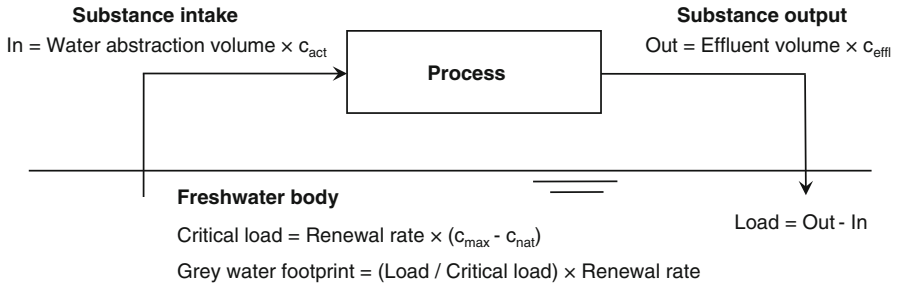 Substance intake
In = Water abstraction volume × c_act
Substance output
Out = Effluent volume × c_effl
Process
Freshwater body
Critical load = Renewal rate × (c_max - c_nat)
Grey water footprint = (Load / Critical load) × Renewal rate
Load = Out - In